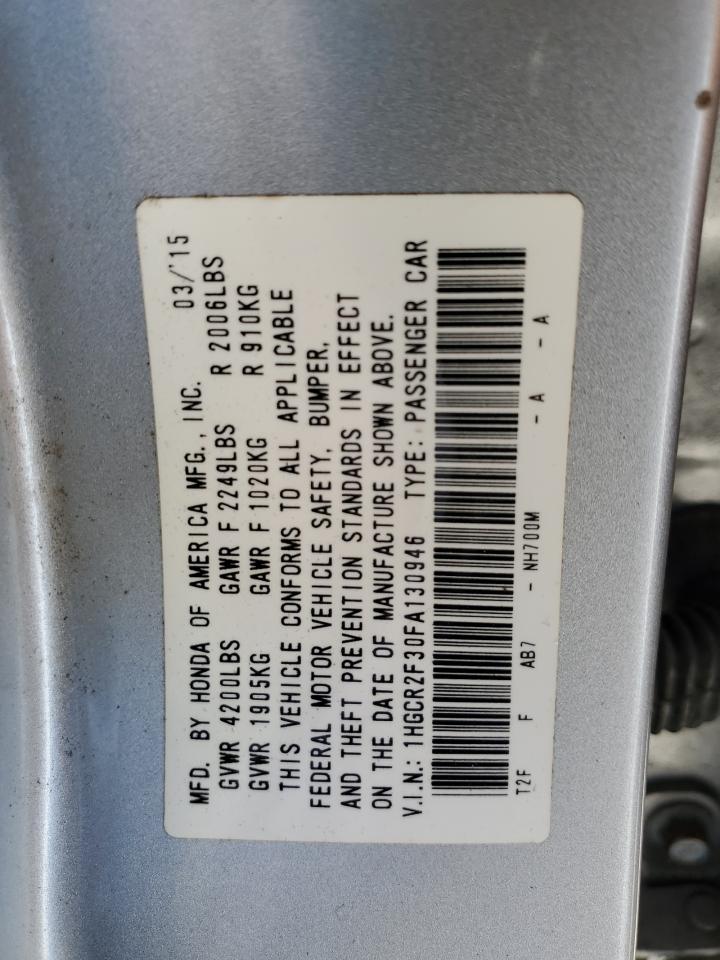 MFD. BY HONDA OF AMERICA MFG., INC. 03/'15
GVWR 4200LBS GAWR F 2249LBS R 2006LBS
GVWR 1905KG GAWR F 1020KG R 910KG
THIS VEHICLE CONFORMS TO ALL APPLICABLE
FEDERAL MOTOR VEHICLE SAFETY, BUMPER,
AND THEFT PREVENTION STANDARDS IN EFFECT
ON THE DATE OF MANUFACTURE SHOWN ABOVE.
V.I.N.: 1HGCR2F30FA130946 TYPE: PASSENGER CAR
T2F F AB7 - NH700M - A - A